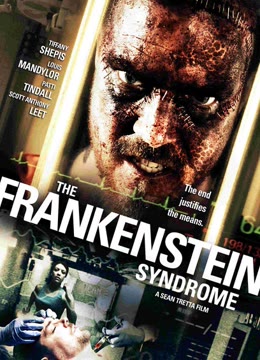 TIFFANY
SHEPIS
LOUIS
MANDYLOR
PATTI
TINDALL
SCOTT ANTHONY
LEET
The end
justifies
the means.
THE
FRANKENSTEIN
SYNDROME
A SEAN TRETTA FILM